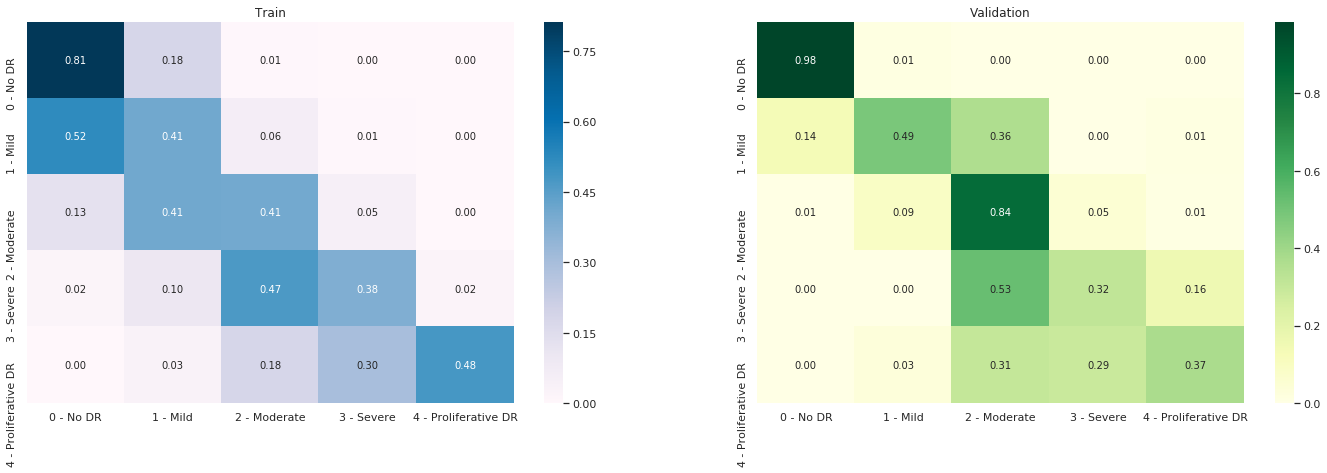 Train
0 - No DR
0.81 0.18 0.01 0.00 0.00
1 - Mild
0.52 0.41 0.06 0.01 0.00
2 - Moderate
0.13 0.41 0.41 0.05 0.00
3 - Severe
0.02 0.10 0.47 0.38 0.02
4 - Proliferative DR
0.00 0.03 0.18 0.30 0.48
0 - No DR 1 - Mild 2 - Moderate 3 - Severe 4 - Proliferative DR
0.75
0.60
0.45
0.30
0.15
0.00
Validation
0 - No DR
0.98 0.01 0.00 0.00 0.00
1 - Mild
0.14 0.49 0.36 0.00 0.01
2 - Moderate
0.01 0.09 0.84 0.05 0.01
3 - Severe
0.00 0.00 0.53 0.32 0.16
4 - Proliferative DR
0.00 0.03 0.31 0.29 0.37
0 - No DR 1 - Mild 2 - Moderate 3 - Severe 4 - Proliferative DR
0.8
0.6
0.4
0.2
0.0